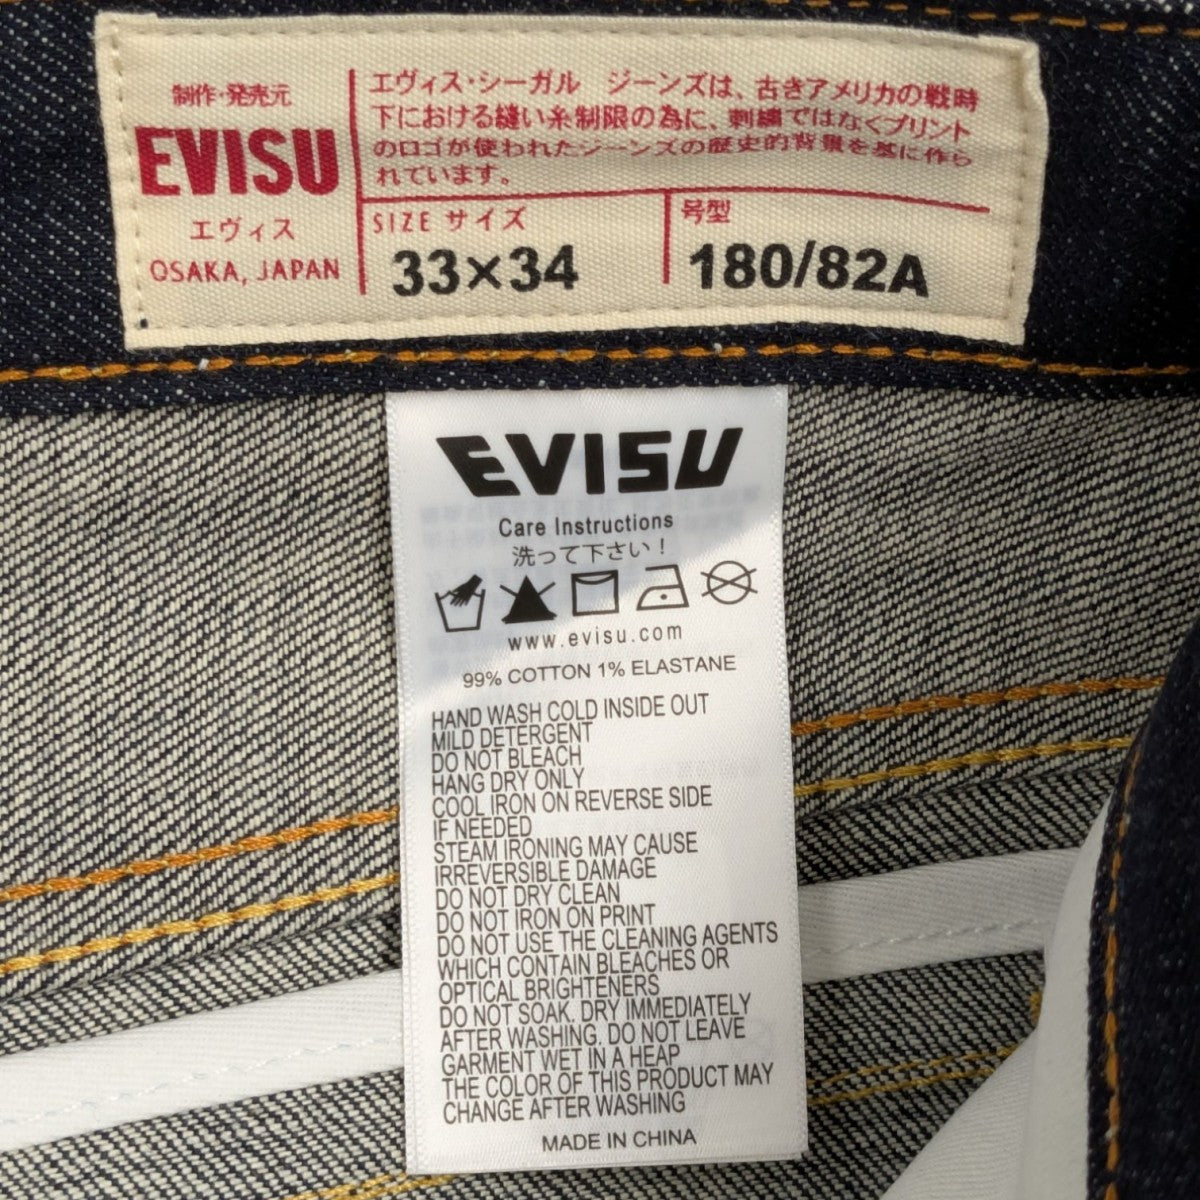 制作・発売元
EVISU
エヴィス
OSAKA, JAPAN
エヴィス・シーガル　ジーンズは、古きアメリカの戦時
下における縫い糸制限の為に、刺繍ではなくプリント
のロゴが使われたジーンズの歴史的背景を基に作ら
れています。
SIZE サイズ
33×34
号型
180/82A
EVISU
Care Instructions
洗って下さい！
www.evisu.com
99% COTTON 1% ELASTANE
HAND WASH COLD INSIDE OUT
MILD DETERGENT
DO NOT BLEACH
HANG DRY ONLY
COOL IRON ON REVERSE SIDE
IF NEEDED
STEAM IRONING MAY CAUSE
IRREVERSIBLE DAMAGE
DO NOT DRY CLEAN
DO NOT IRON ON PRINT
DO NOT USE THE CLEANING AGENTS
WHICH CONTAIN BLEACHES OR
OPTICAL BRIGHTENERS
DO NOT SOAK. DRY IMMEDIATELY
AFTER WASHING. DO NOT LEAVE
GARMENT WET IN A HEAP
THE COLOR OF THIS PRODUCT MAY
CHANGE AFTER WASHING
MADE IN CHINA